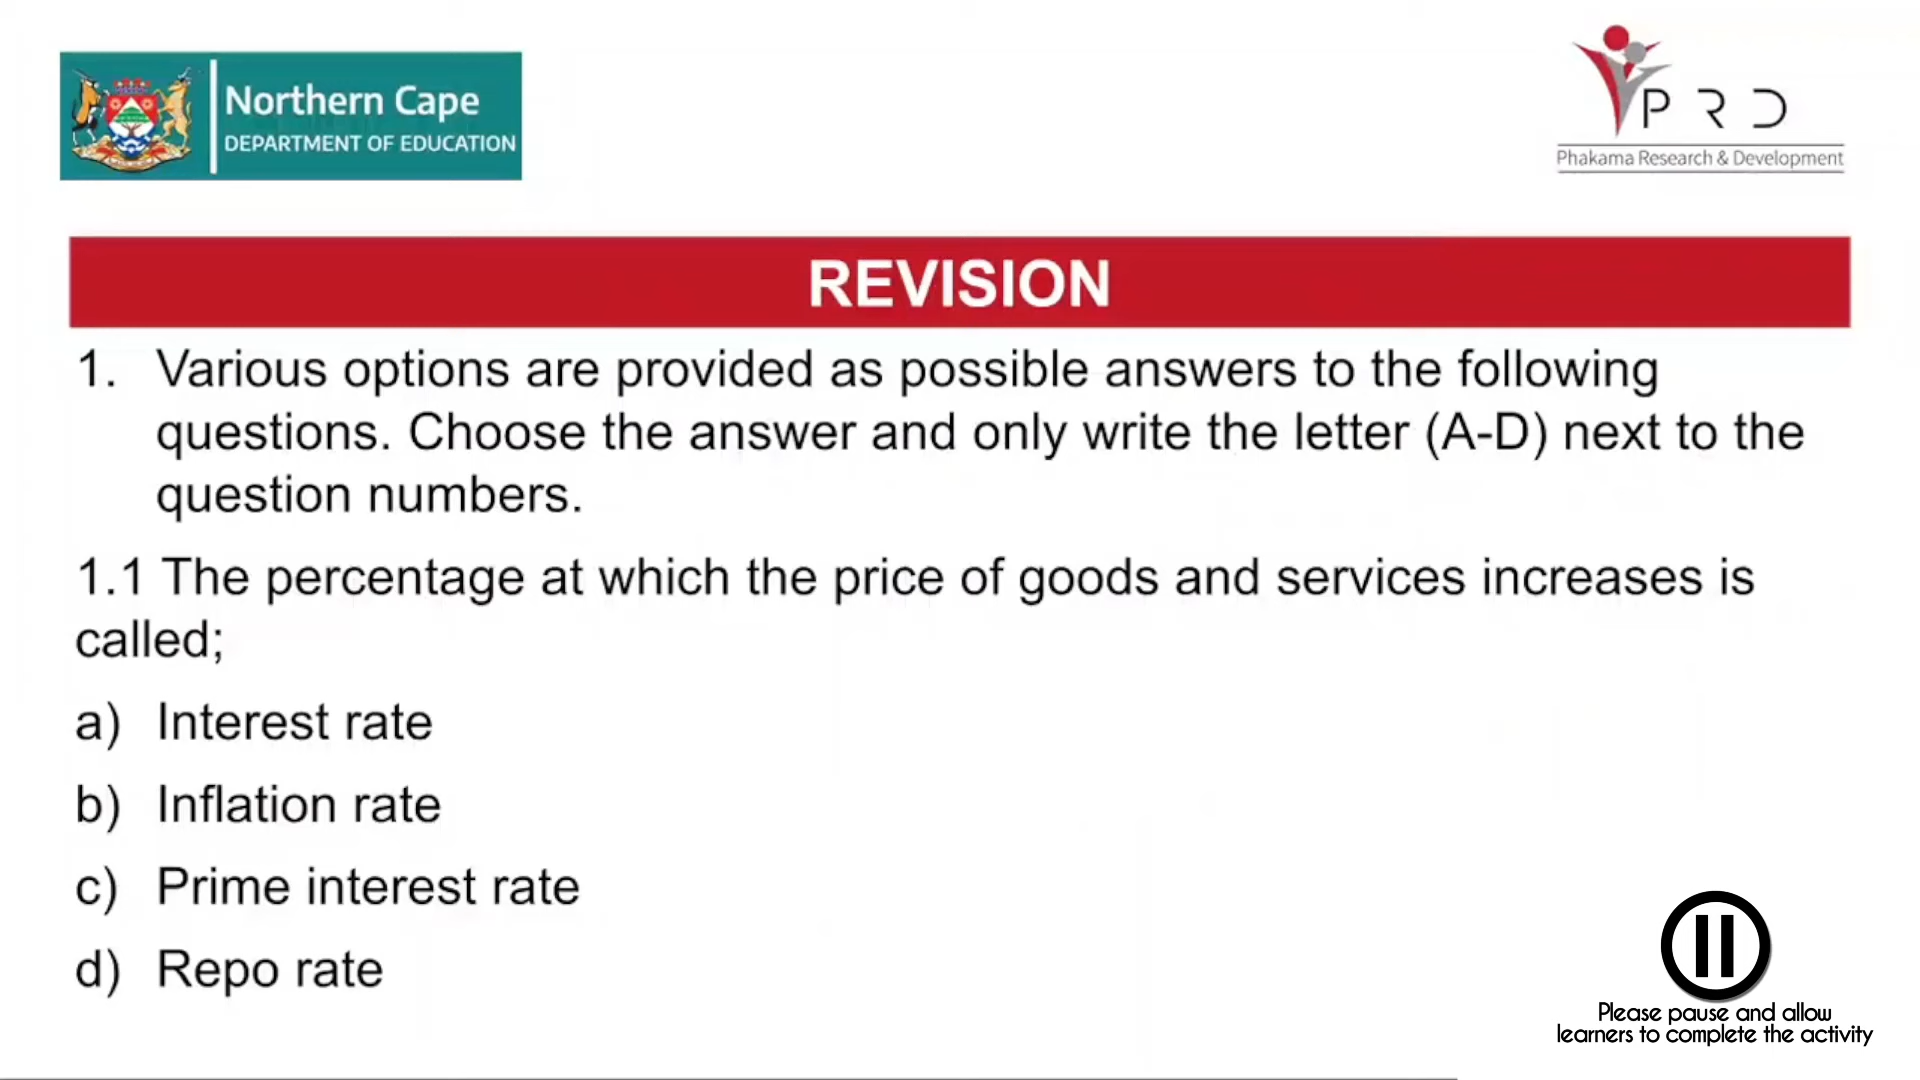 Northern Cape
DEPARTMENT OF EDUCATION
P R D
Phakama Research & Development
REVISION
1. Various options are provided as possible answers to the following
questions. Choose the answer and only write the letter (A-D) next to the
question numbers.
1.1 The percentage at which the price of goods and services increases is
called;
a) Interest rate
b) Inflation rate
c) Prime interest rate
d) Repo rate
Please pause and allow
learners to complete the activity